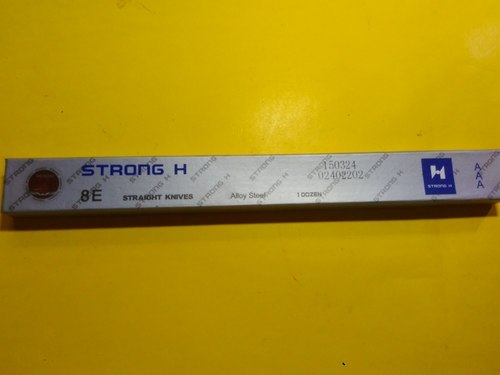 STRONG H
8E
STRAIGHT KNIVES
Alloy Steel
1 DOZEN
150324
02402202
STRONG H
AAA